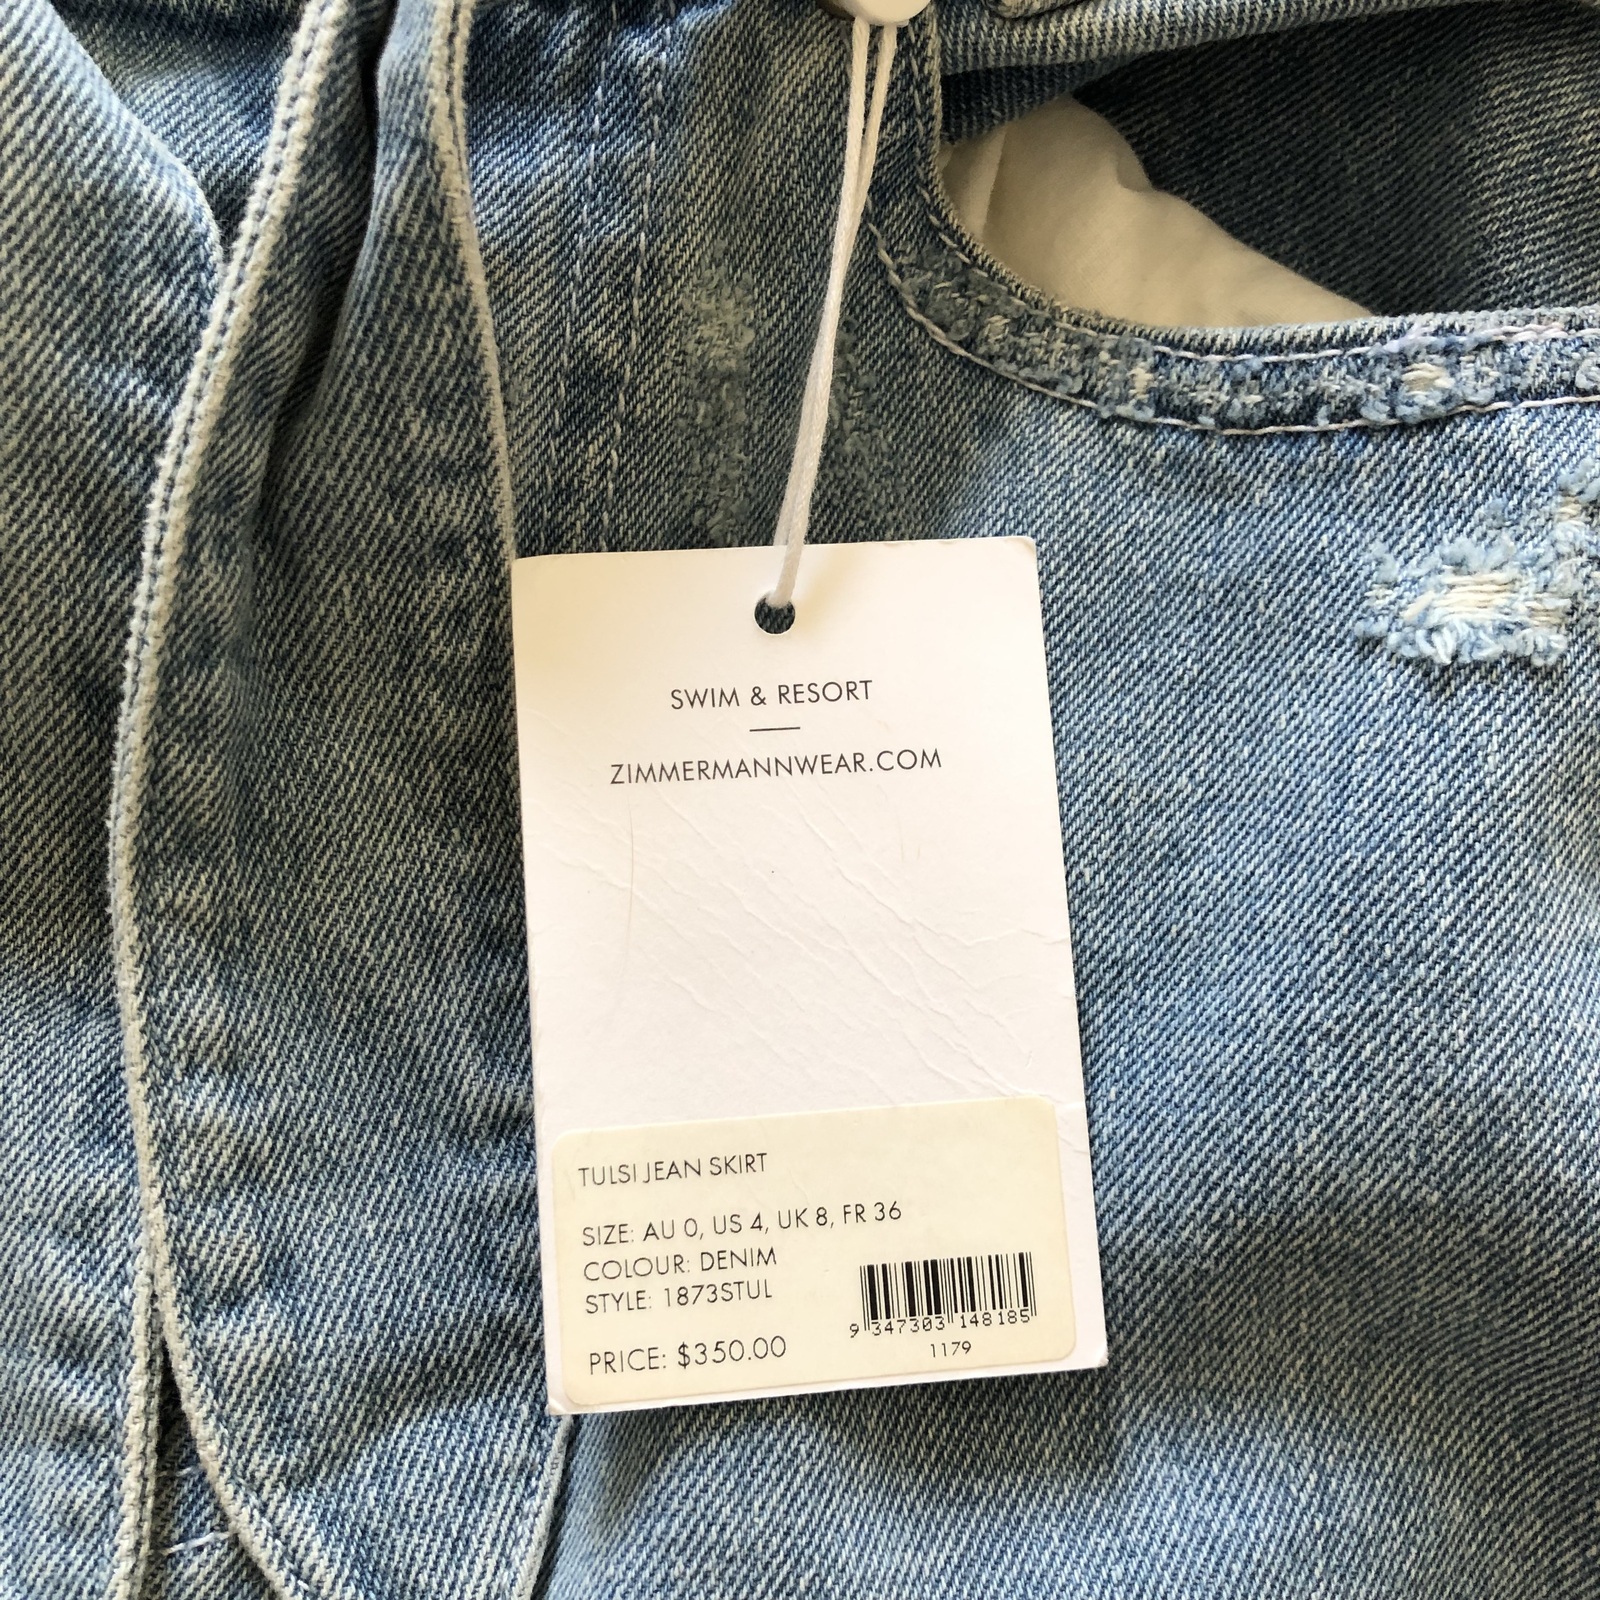 SWIM & RESORT
ZIMMERMANNWEAR.COM
TULSI JEAN SKIRT
SIZE: AU 0, US 4, UK 8, FR 36
COLOUR: DENIM
STYLE: 1873STUL
PRICE: $350.00
9 347303 148185
1179